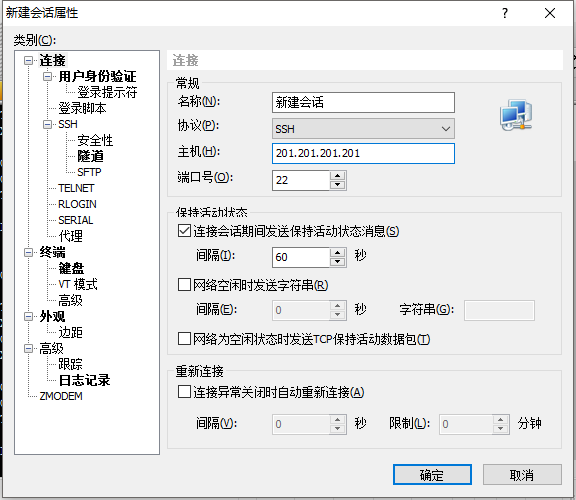 新建会话属性
类别(C):
连接
用户身份验证
登录提示符
登录脚本
SSH
安全性
隧道
SFTP
TELNET
RLOGIN
SERIAL
代理
终端
键盘
VT 模式
高级
外观
边距
高级
跟踪
日志记录
ZMODEM
连接
常规
名称(N): 新建会话
协议(P): SSH
主机(H): 201.201.201.201
端口号(O): 22
保持活动状态
连接会话期间发送保持活动状态消息(S)
间隔(I): 60 秒
网络空闲时发送字符串(R)
间隔(E): 0 秒 字符串(G):
网络为空闲状态时发送TCP保持活动数据包(T)
重新连接
连接异常关闭时自动重新连接(A)
间隔(V): 0 秒 限制(L): 0 分钟
确定 取消